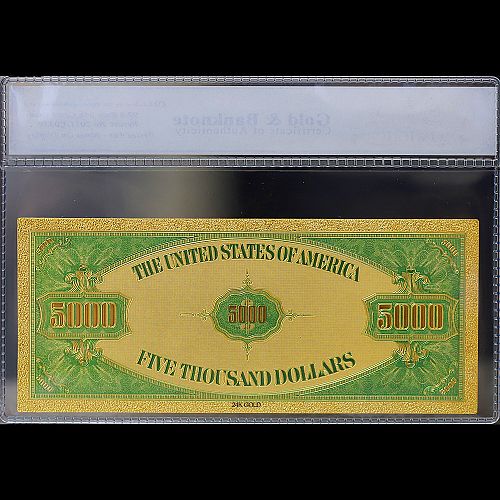 Gold & Banknote
Certificate of Authenticity
THE UNITED STATES OF AMERICA
5000
5000
5000
FIVE THOUSAND DOLLARS
24K GOLD